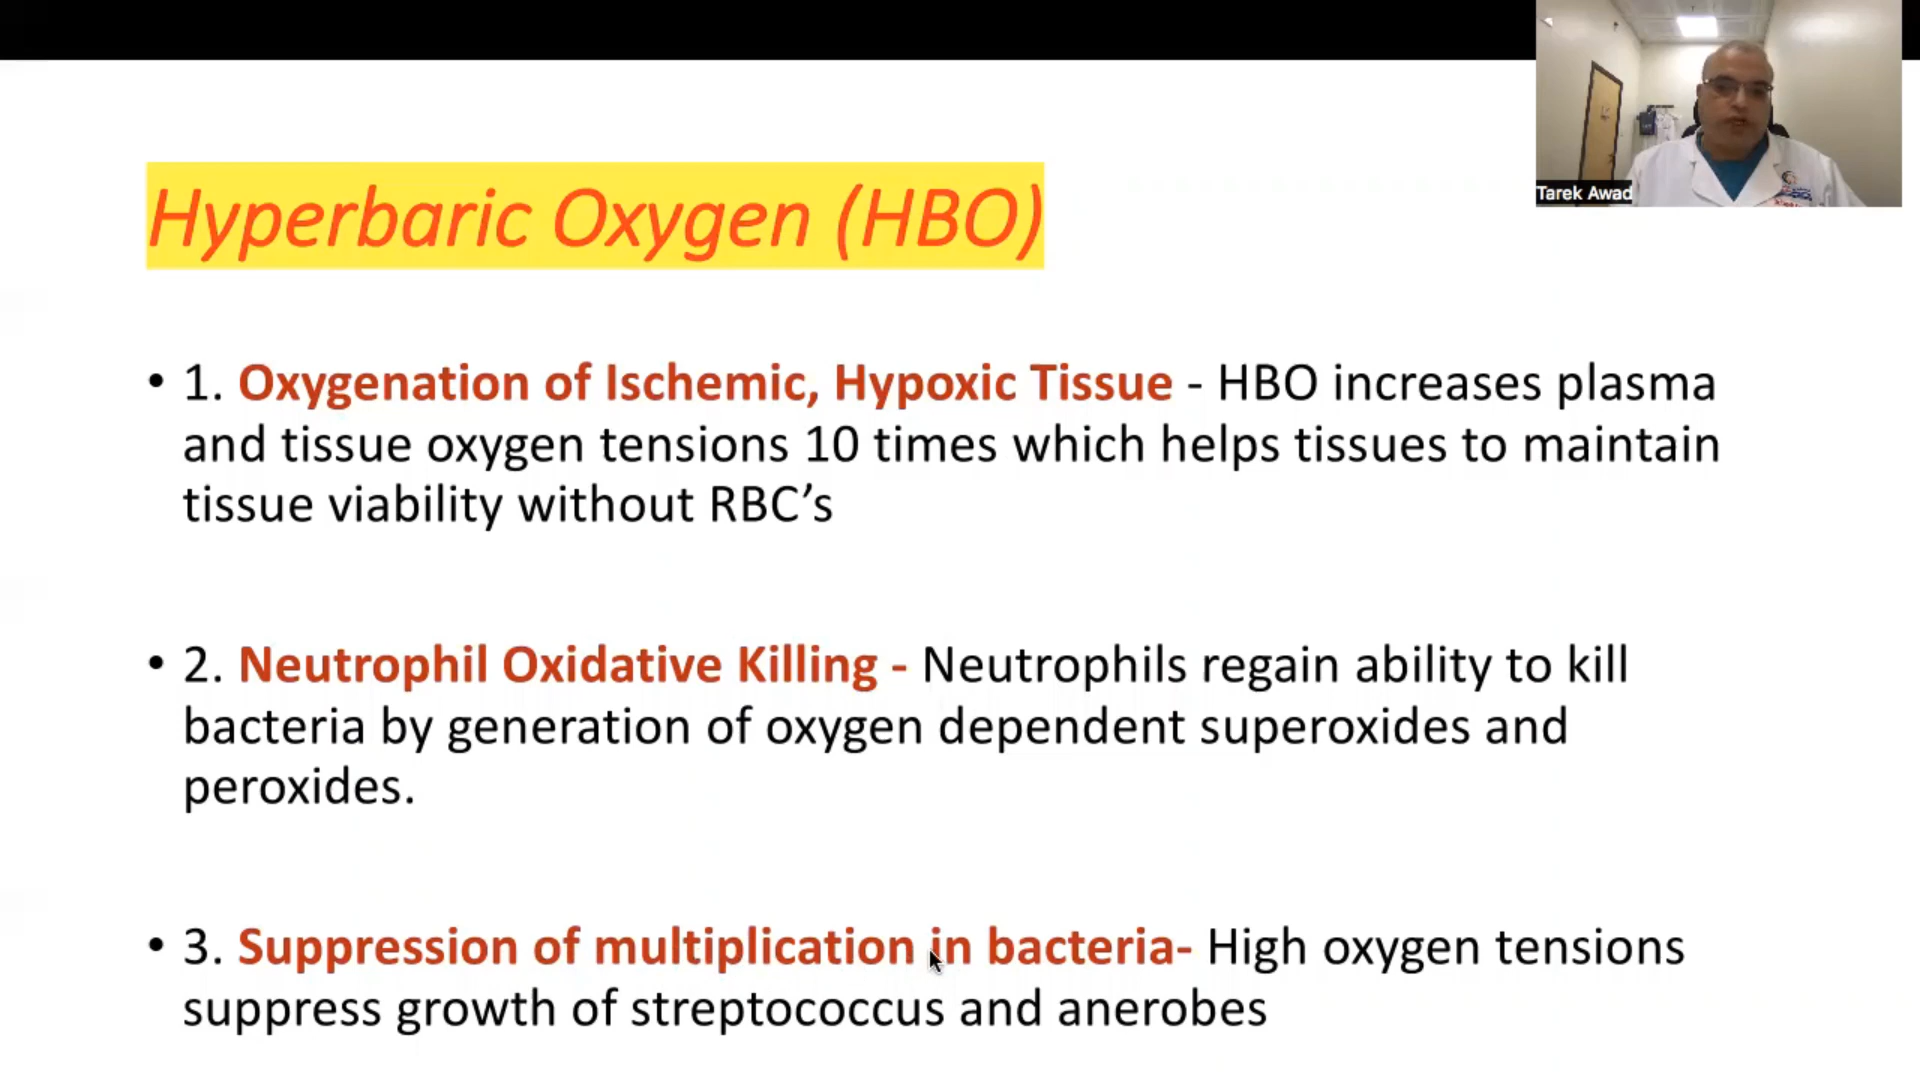 Hyperbaric Oxygen (HBO)
Tarek Awad
• 1. Oxygenation of Ischemic, Hypoxic Tissue - HBO increases plasma
and tissue oxygen tensions 10 times which helps tissues to maintain
tissue viability without RBC’s
• 2. Neutrophil Oxidative Killing - Neutrophils regain ability to kill
bacteria by generation of oxygen dependent superoxides and
peroxides.
• 3. Suppression of multiplication in bacteria- High oxygen tensions
suppress growth of streptococcus and anerobes